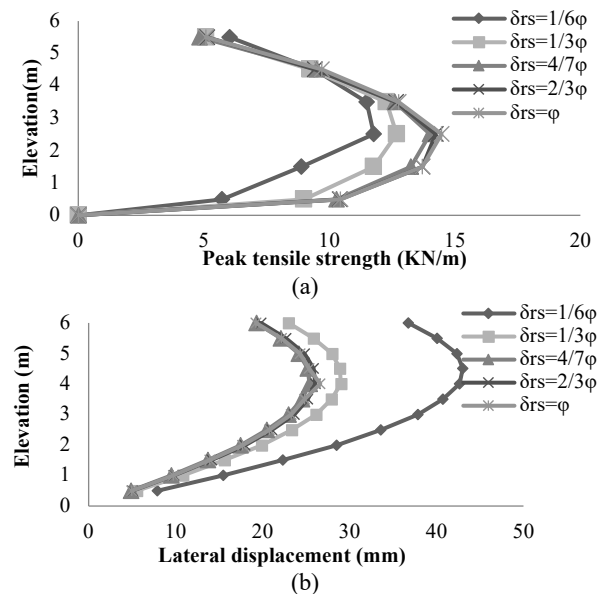 6
5
4
3
2
1
0
Elevation(m)
0 5 10 15 20
Peak tensile strength (KN/m)
δrs=1/6φ
δrs=1/3φ
δrs=4/7φ
δrs=2/3φ
δrs=φ
(a)
6
5
4
3
2
1
0
Elevation (m)
0 10 20 30 40 50
Lateral displacement (mm)
δrs=1/6φ
δrs=1/3φ
δrs=4/7φ
δrs=2/3φ
δrs=φ
(b)